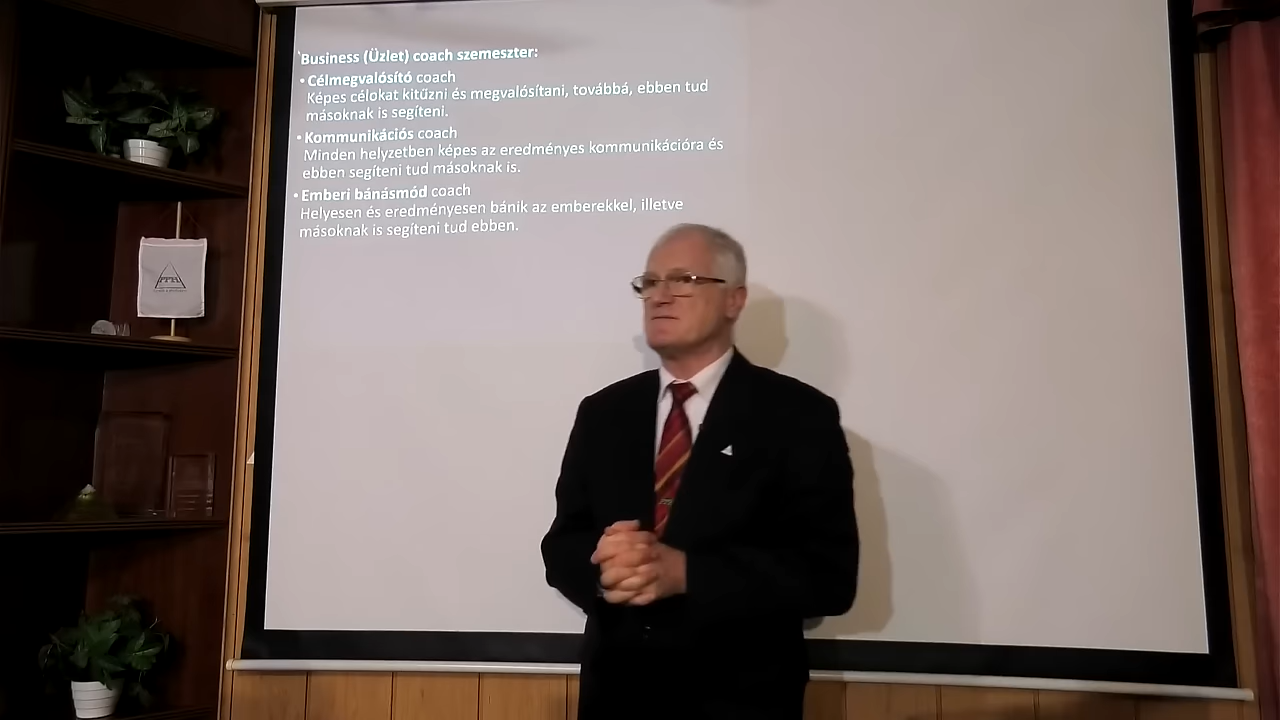 Business (Üzlet) coach szemeszter:
• Célmegvalósító coach
Képes célokat kitűzni és megvalósítani, továbbá, ebben tud
másoknak is segíteni.
• Kommunikációs coach
Minden helyzetben képes az eredményes kommunikációra és
ebben segíteni tud másoknak is.
• Emberi bánásmód coach
Helyesen és eredményesen bánik az emberekkel, illetve
másoknak is segíteni tud ebben.